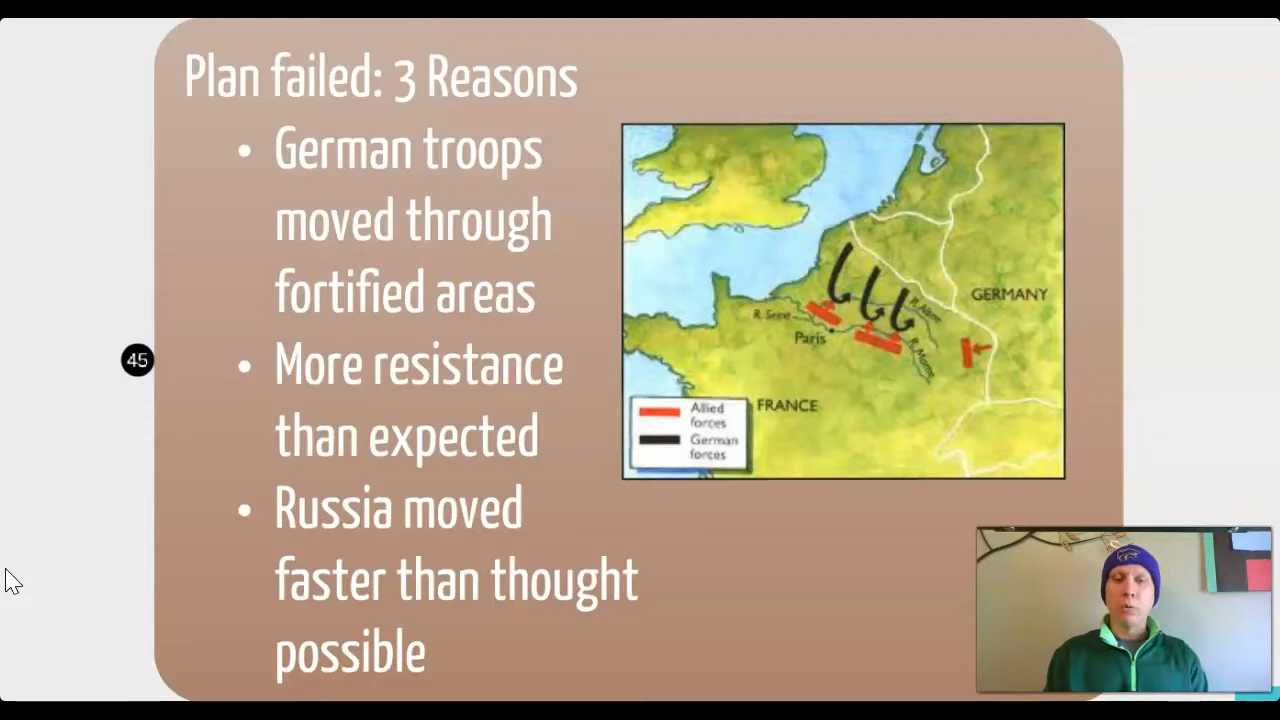 Plan failed: 3 Reasons
• German troops
moved through
fortified areas
• More resistance
than expected
• Russia moved
faster than thought
possible
45
GERMANY
R. Aisne
R. Seine
Paris
R. Marne
FRANCE
Allied
forces
German
forces